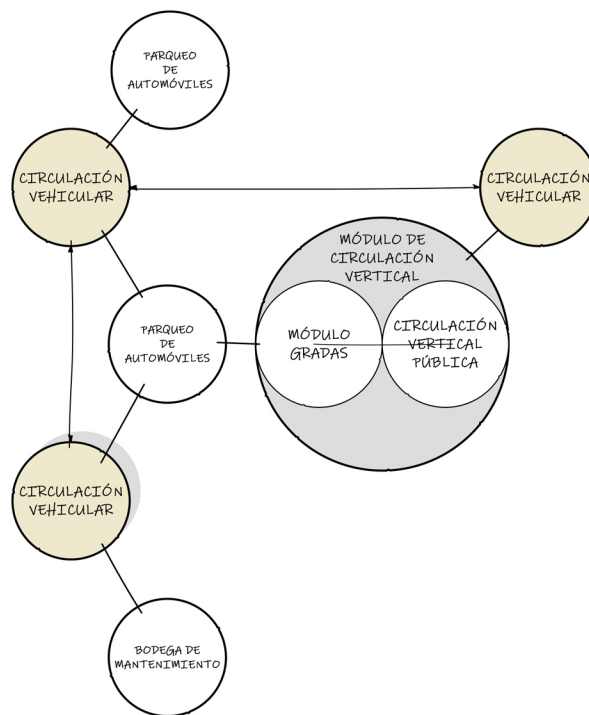 PARQUEO
DE
AUTOMÓVILES
CIRCULACIÓN
VEHICULAR
CIRCULACIÓN
VEHICULAR
MÓDULO DE
CIRCULACIÓN
VERTICAL
PARQUEO
DE
AUTOMÓVILES
MÓDULO
GRADAS
CIRCULACIÓN
VERTICAL
PÚBLICA
CIRCULACIÓN
VEHICULAR
BODEGA DE
MANTENIMIENTO